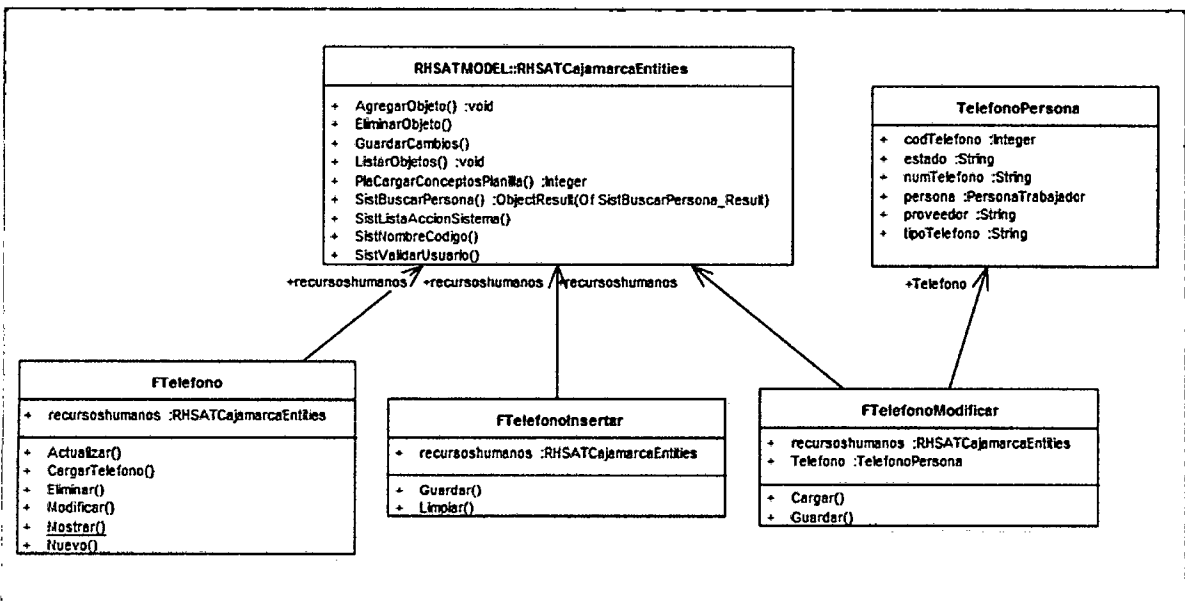 RHSATMODEL::RHSATCajamarcaEntities
+ AgregarObjeto() :void
+ EliminarObjeto()
+ GuardarCambios()
+ ListarObjetos() :void
+ PlaCargarConceptosPlanilla() :Integer
+ SistBuscarPersona() :ObjectResult(Of SistBuscarPersona_Result)
+ SistListaAccionSistema()
+ SistNombreCodigo()
+ SistValidarUsuario()
TelefonoPersona
+ codTelefono :Integer
+ estado :String
+ numTelefono :String
+ persona :PersonaTrabajador
+ proveedor :String
+ tipoTelefono :String
+recursoshumanos
+recursoshumanos
+recursoshumanos
+Telefono
FTelefono
+ recursoshumanos :RHSATCajamarcaEntities
+ Actualizar()
+ CargarTelefono()
+ Eliminar()
+ Modificar()
+ Mostrar()
+ Nuevo()
FTelefonoInsertar
+ recursoshumanos :RHSATCajamarcaEntities
+ Guardar()
+ Limpiar()
FTelefonoModificar
+ recursoshumanos :RHSATCajamarcaEntities
+ Telefono :TelefonoPersona
+ Cargar()
+ Guardar()